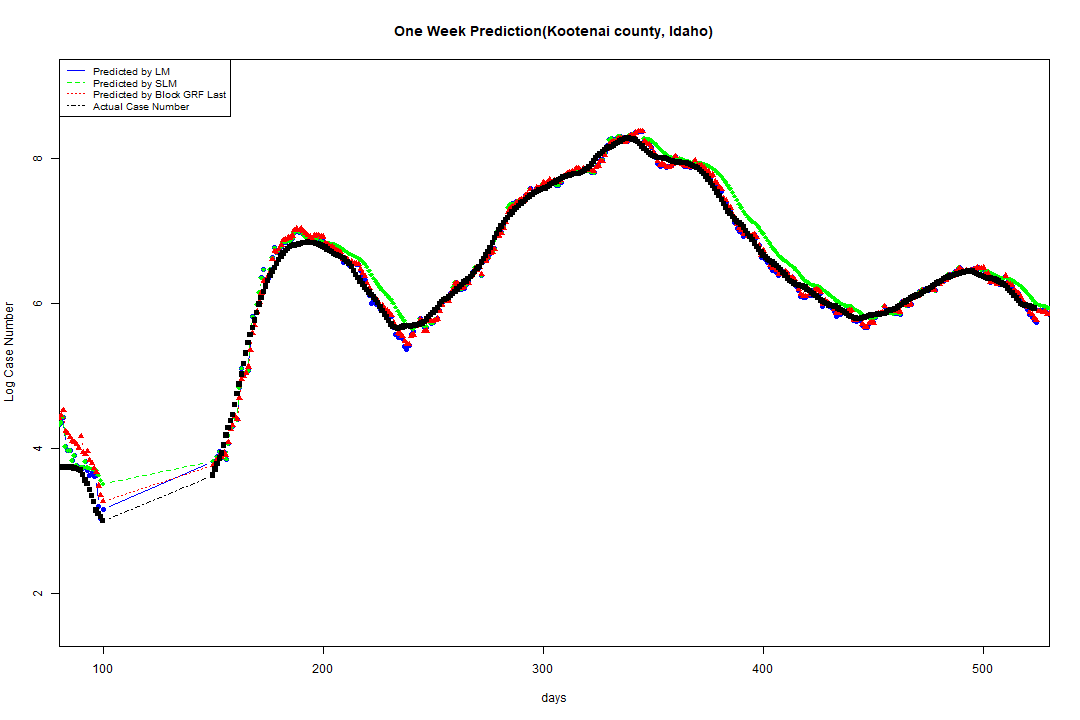 One Week Prediction(Kootenai county, Idaho)
Predicted by LM
Predicted by SLM
Predicted by Block GRF Last
Actual Case Number
8
6
4
2
Log Case Number
100 200 300 400 500
days